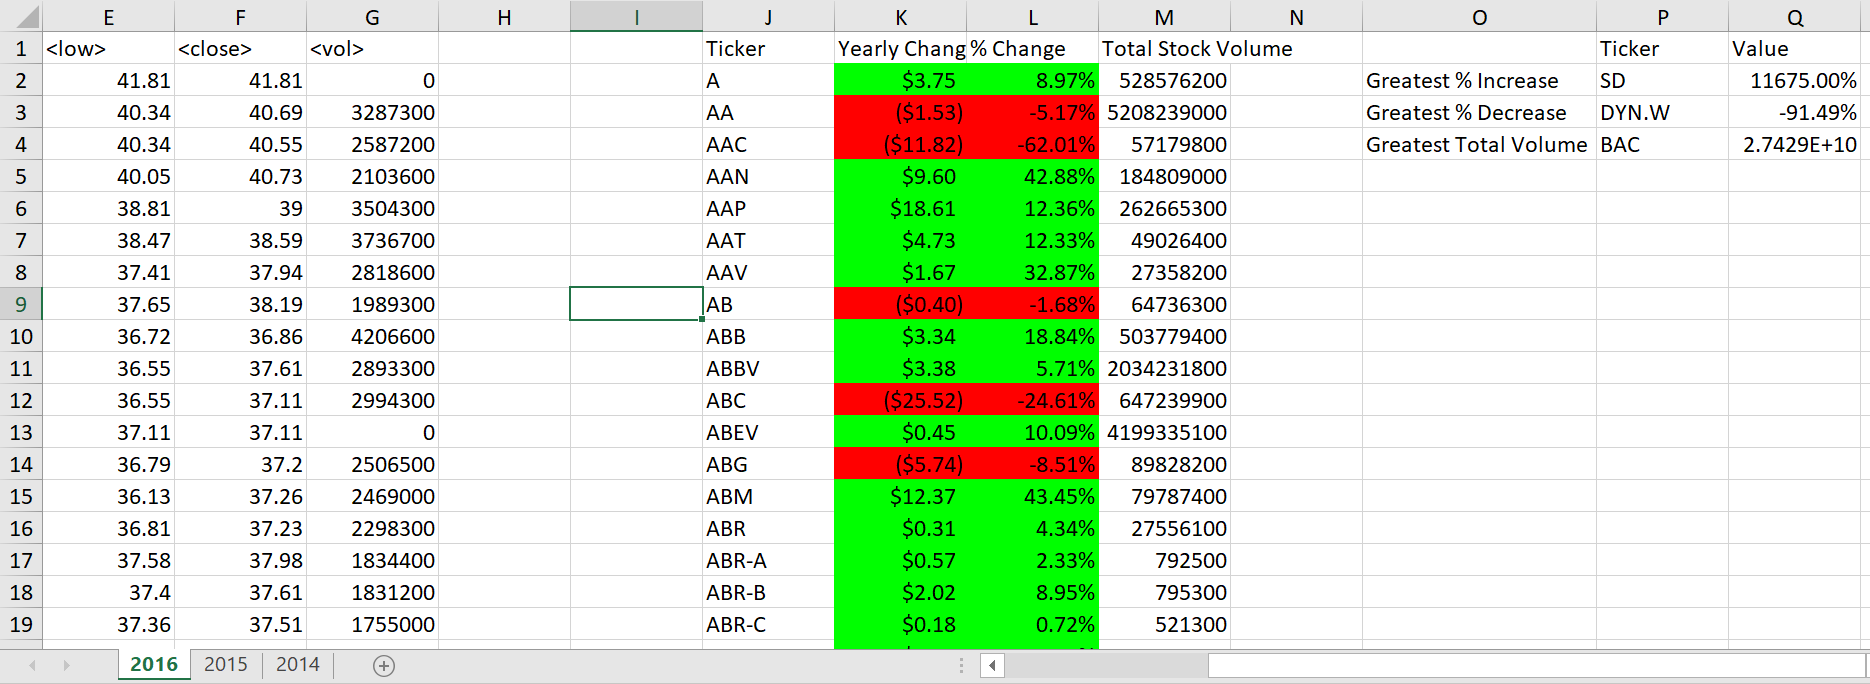 E F G H I J K L M N O P Q
1 <low> <close> <vol> Ticker Yearly Chang % Change Total Stock Volume Ticker Value
2 41.81 41.81 0 A $3.75 8.97% 528576200 Greatest % Increase SD 11675.00%
3 40.34 40.69 3287300 AA ($1.53) -5.17% 5208239000 Greatest % Decrease DYN.W -91.49%
4 40.34 40.55 2587200 AAC ($11.82) -62.01% 57179800 Greatest Total Volume BAC 2.7429E+10
5 40.05 40.73 2103600 AAN $9.60 42.88% 184809000
6 38.81 39 3504300 AAP $18.61 12.36% 262665300
7 38.47 38.59 3736700 AAT $4.73 12.33% 49026400
8 37.41 37.94 2818600 AAV $1.67 32.87% 27358200
9 37.65 38.19 1989300 AB ($0.40) -1.68% 64736300
10 36.72 36.86 4206600 ABB $3.34 18.84% 503779400
11 36.55 37.61 2893300 ABBV $3.38 5.71% 2034231800
12 36.55 37.11 2994300 ABC ($25.52) -24.61% 647239900
13 37.11 37.11 0 ABEV $0.45 10.09% 4199335100
14 36.79 37.2 2506500 ABG ($5.74) -8.51% 89828200
15 36.13 37.26 2469000 ABM $12.37 43.45% 79787400
16 36.81 37.23 2298300 ABR $0.31 4.34% 27556100
17 37.58 37.98 1834400 ABR-A $0.57 2.33% 792500
18 37.4 37.61 1831200 ABR-B $2.02 8.95% 795300
19 37.36 37.51 1755000 ABR-C $0.18 0.72% 521300
2016 2015 2014